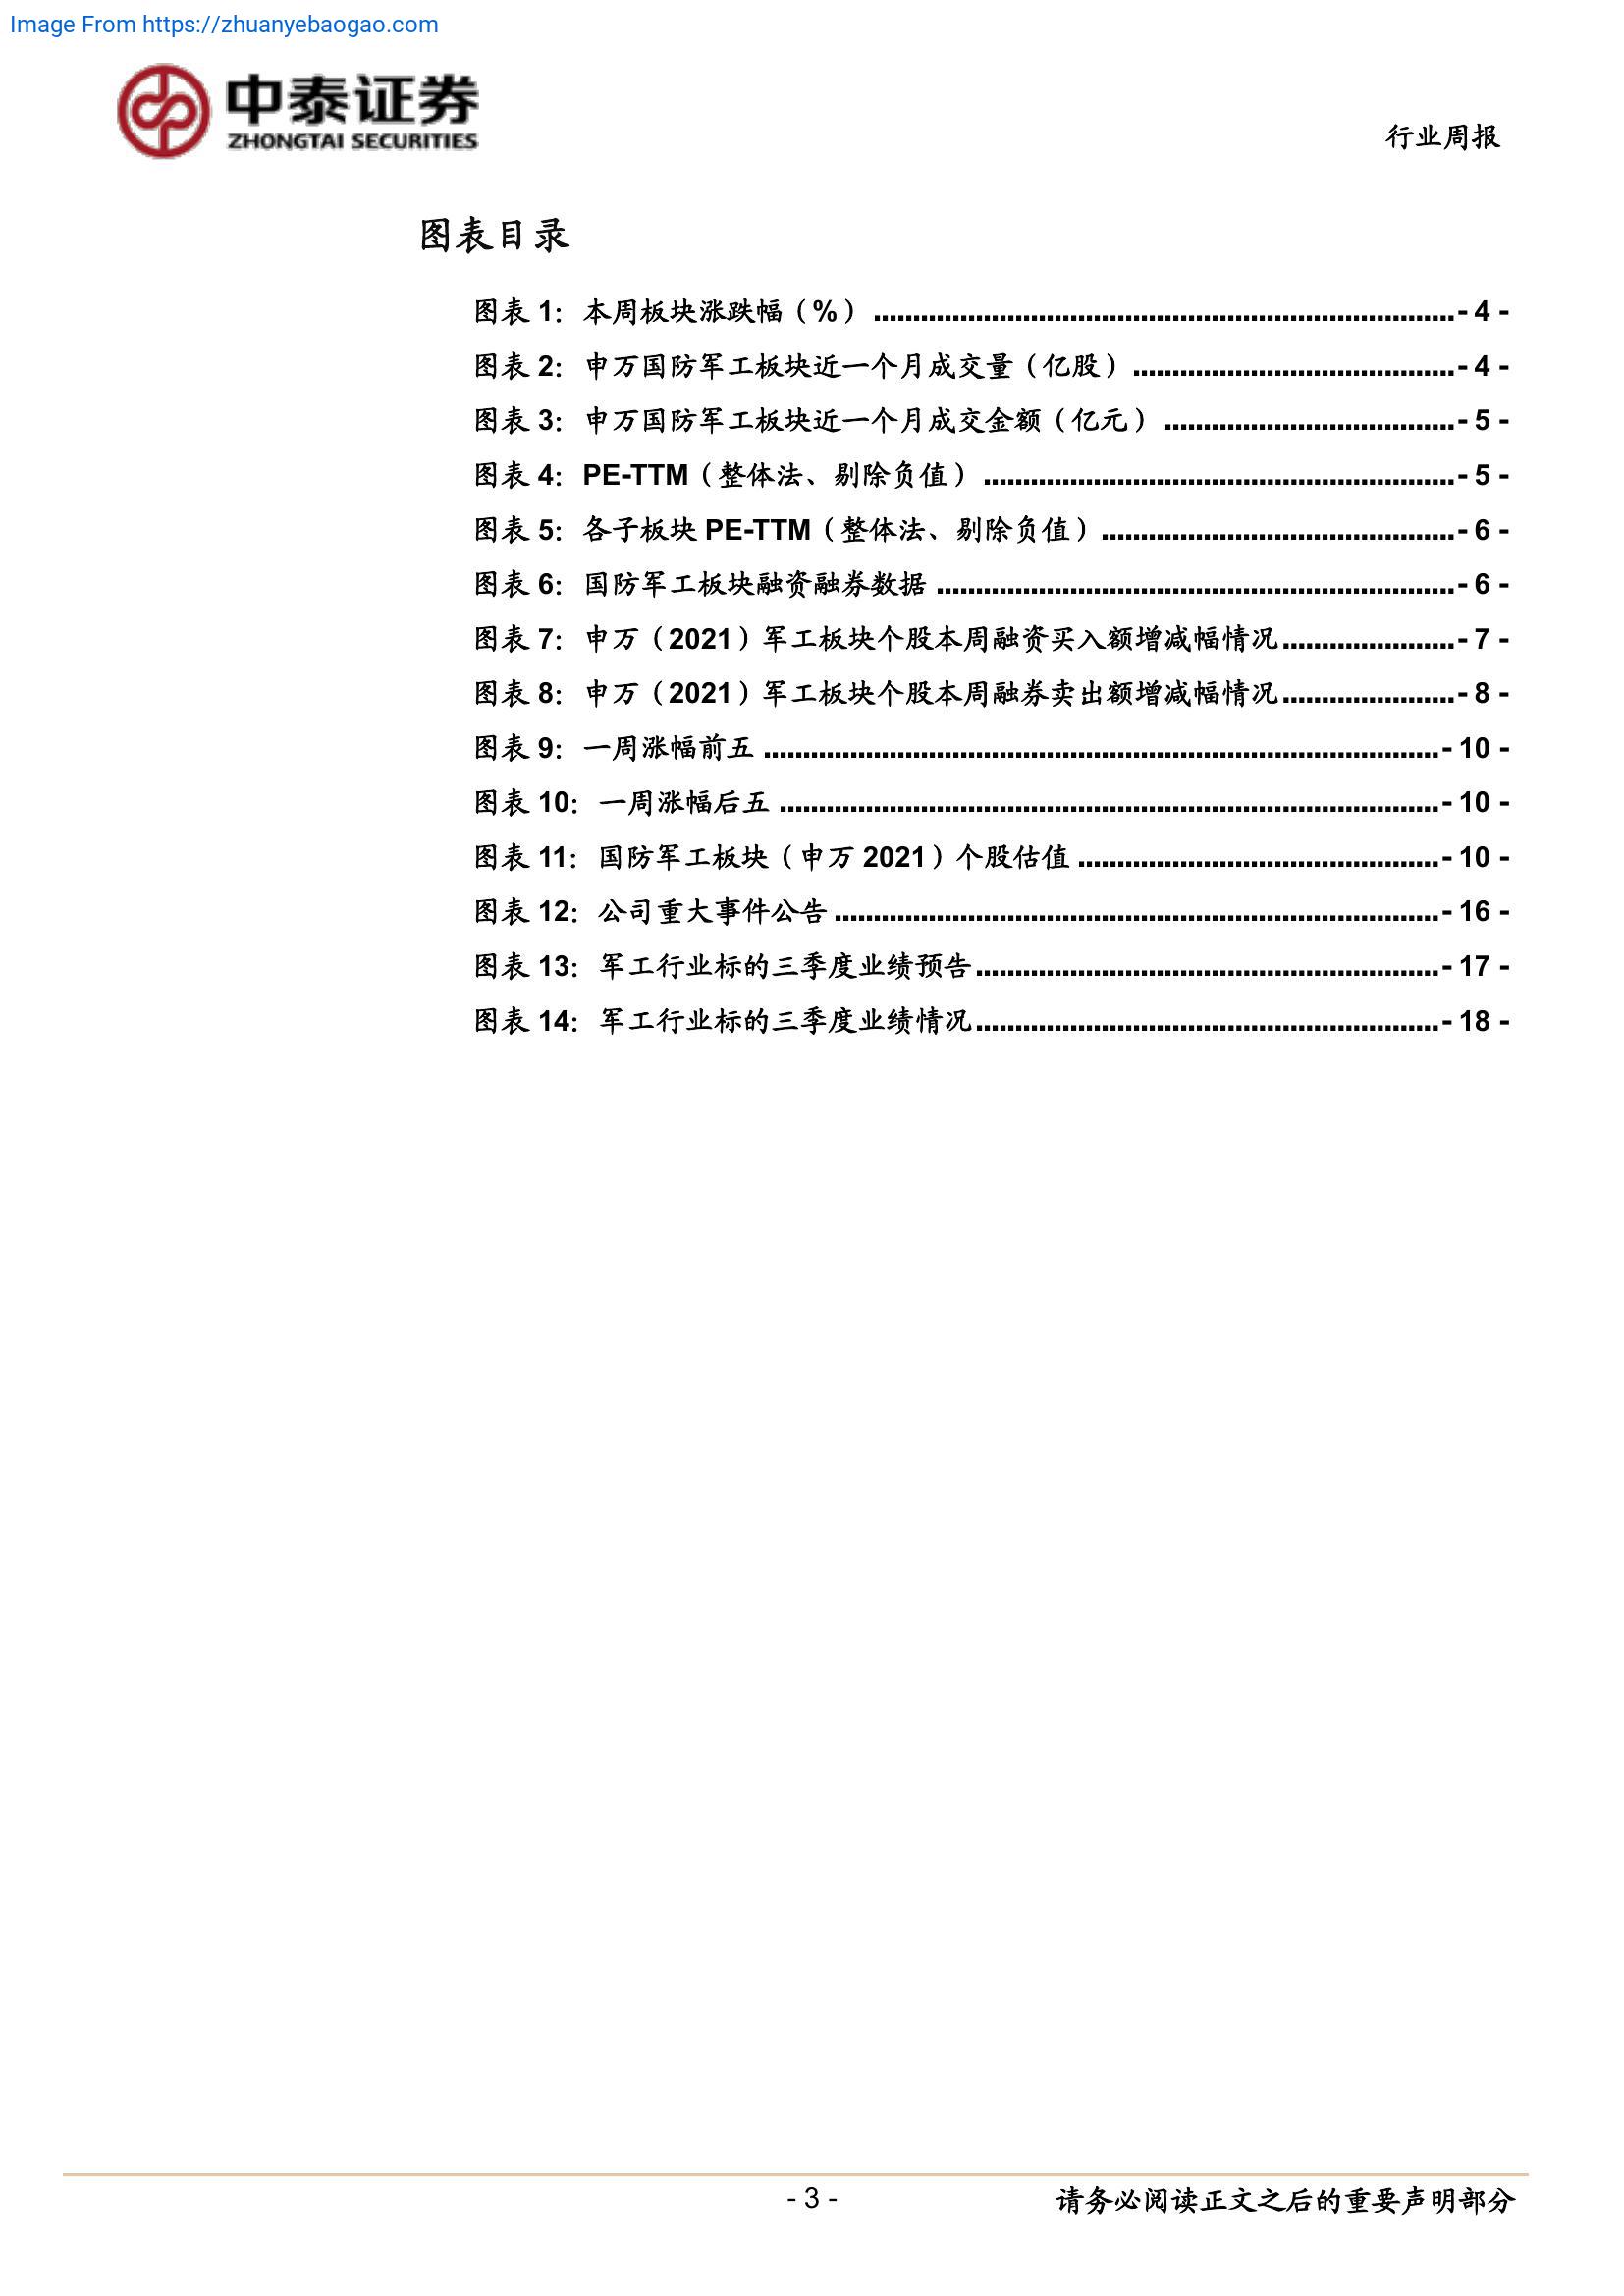 Image From https://zhuanyebaogao.com
中泰证券
ZHONGTAI SECURITIES
行业周报
图表目录
图表 1：本周板块涨跌幅（%） ........................................................................... - 4 -
图表 2：申万国防军工板块近一个月成交量（亿股） ......................................... - 4 -
图表 3：申万国防军工板块近一个月成交金额（亿元） ..................................... - 5 -
图表 4：PE-TTM（整体法、剔除负值） ............................................................ - 5 -
图表 5：各子板块 PE-TTM（整体法、剔除负值） ............................................. - 6 -
图表 6：国防军工板块融资融券数据 .................................................................. - 6 -
图表 7：申万（2021）军工板块个股本周融资买入额增减幅情况 ...................... - 7 -
图表 8：申万（2021）军工板块个股本周融券卖出额增减幅情况 ...................... - 8 -
图表 9：一周涨幅前五 ...................................................................................... - 10 -
图表 10：一周涨幅后五 .................................................................................... - 10 -
图表 11：国防军工板块（申万 2021）个股估值 .............................................. - 10 -
图表 12：公司重大事件公告 ............................................................................. - 16 -
图表 13：军工行业标的三季度业绩预告 ........................................................... - 17 -
图表 14：军工行业标的三季度业绩情况 ........................................................... - 18 -
- 3 -
请务必阅读正文之后的重要声明部分